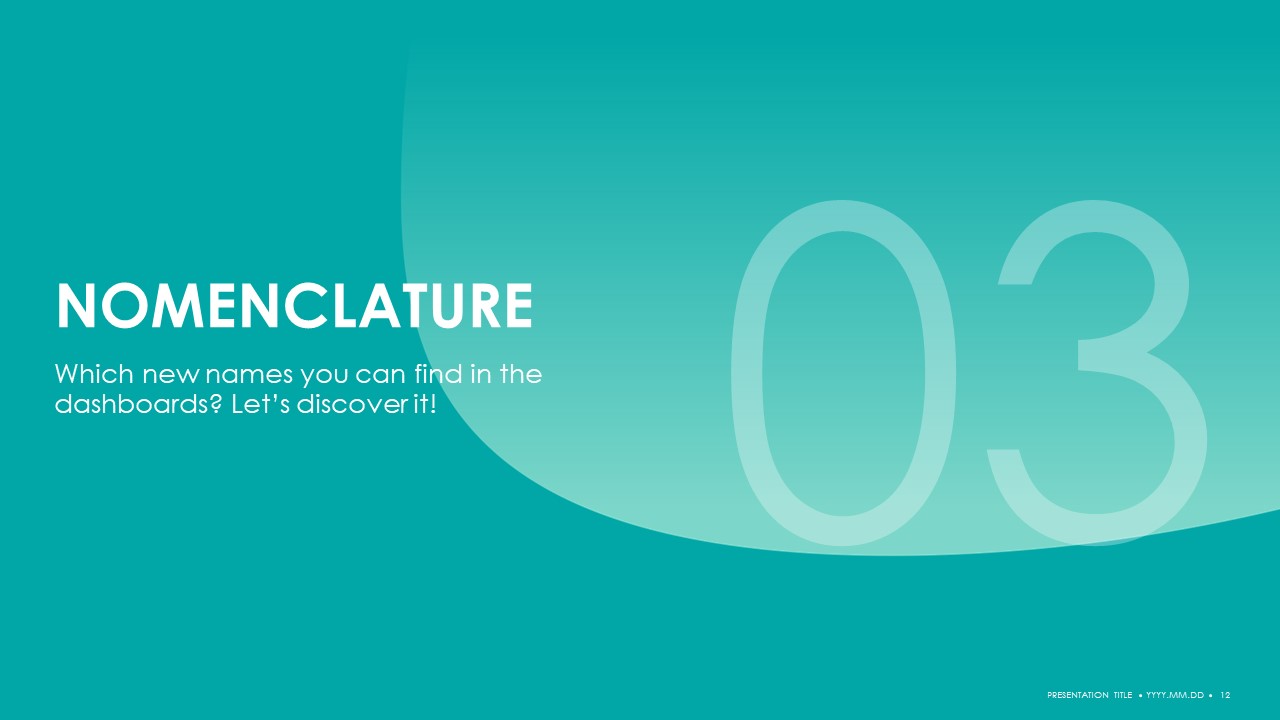 NOMENCLATURE
Which new names you can find in the
dashboards? Let’s discover it!
03
PRESENTATION TITLE • YYYY.MM.DD • 12